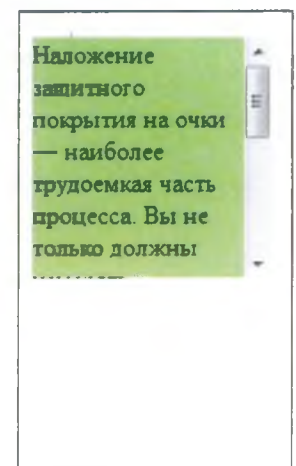 Наложение
защитного
покрытия на очки
— наиболее
трудоемкая часть
процесса. Вы не
только должны